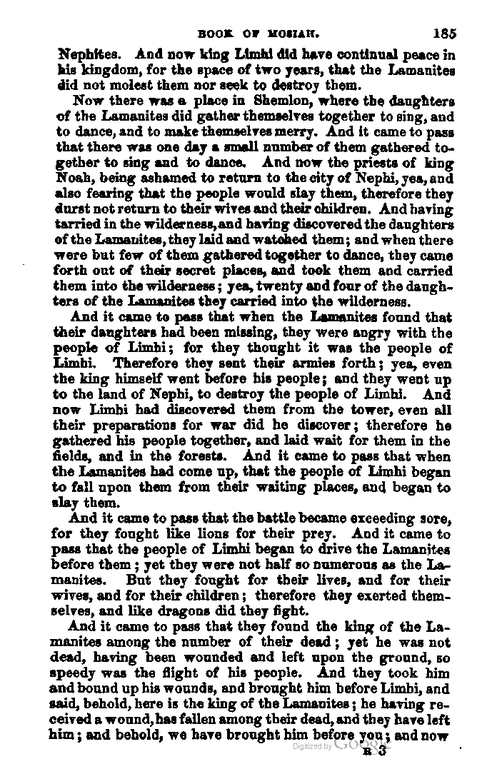 BOOK OF MOSIAH. 185
Nephites. And now king Limhi did have continual peace in
his kingdom, for the space of two years, that the Lamanites
did not molest them nor seek to destroy them.
Now there was a place in Shemlon, where the daughters
of the Lamanites did gather themselves together to sing, and
to dance, and to make themselves merry. And it came to pass
that there was one day a small number of them gathered to-
gether to sing and to dance. And now the priests of king
Noah, being ashamed to return to the city of Nephi, yea, and
also fearing that the people would slay them, therefore they
durst not return to their wives and their children. And having
tarried in the wilderness, and having discovered the daughters
of the Lamanites, they laid and watched them; and when there
were but few of them gathered together to dance, they came
forth out of their secret places, and took them and carried
them into the wilderness; yea, twenty and four of the daugh-
ters of the Lamanites they carried into the wilderness.
And it came to pass that when the Lamanites found that
their daughters had been missing, they were angry with the
people of Limhi; for they thought it was the people of
Limhi. Therefore they sent their armies forth; yea, even
the king himself went before his people; and they went up
to the land of Nephi, to destroy the people of Limhi. And
now Limhi had discovered them from the tower, even all
their preparations for war did he discover; therefore he
gathered his people together, and laid wait for them in the
fields, and in the forests. And it came to pass that when
the Lamanites had come up, that the people of Limhi began
to fall upon them from their waiting places, and began to
slay them.
And it came to pass that the battle became exceeding sore,
for they fought like lions for their prey. And it came to
pass that the people of Limhi began to drive the Lamanites
before them; yet they were not half so numerous as the La-
manites. But they fought for their lives, and for their
wives, and for their children; therefore they exerted them-
selves, and like dragons did they fight.
And it came to pass that they found the king of the La-
manites among the number of their dead; yet he was not
dead, having been wounded and left upon the ground, so
speedy was the flight of his people. And they took him
and bound up his wounds, and brought him before Limhi, and
said, behold, here is the king of the Lamanites; he having re-
ceived a wound, has fallen among their dead, and they have left
him; and behold, we have brought him before you; and now
Digitized by Google
R 3